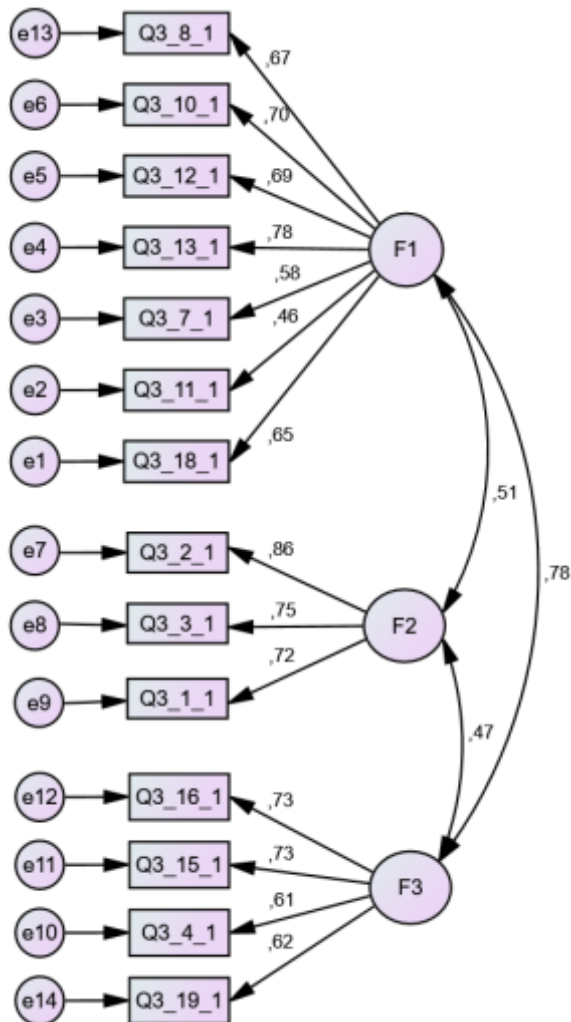 e13 Q3_8_1 ,67
e6 Q3_10_1 ,70
e5 Q3_12_1 ,69
e4 Q3_13_1 ,78 F1
e3 Q3_7_1 ,58
e2 Q3_11_1 ,46
e1 Q3_18_1 ,65
,51
e7 Q3_2_1 ,86
,78
e8 Q3_3_1 ,75 F2
e9 Q3_1_1 ,72
,47
e12 Q3_16_1 ,73
e11 Q3_15_1 ,73 F3
e10 Q3_4_1 ,61
e14 Q3_19_1 ,62